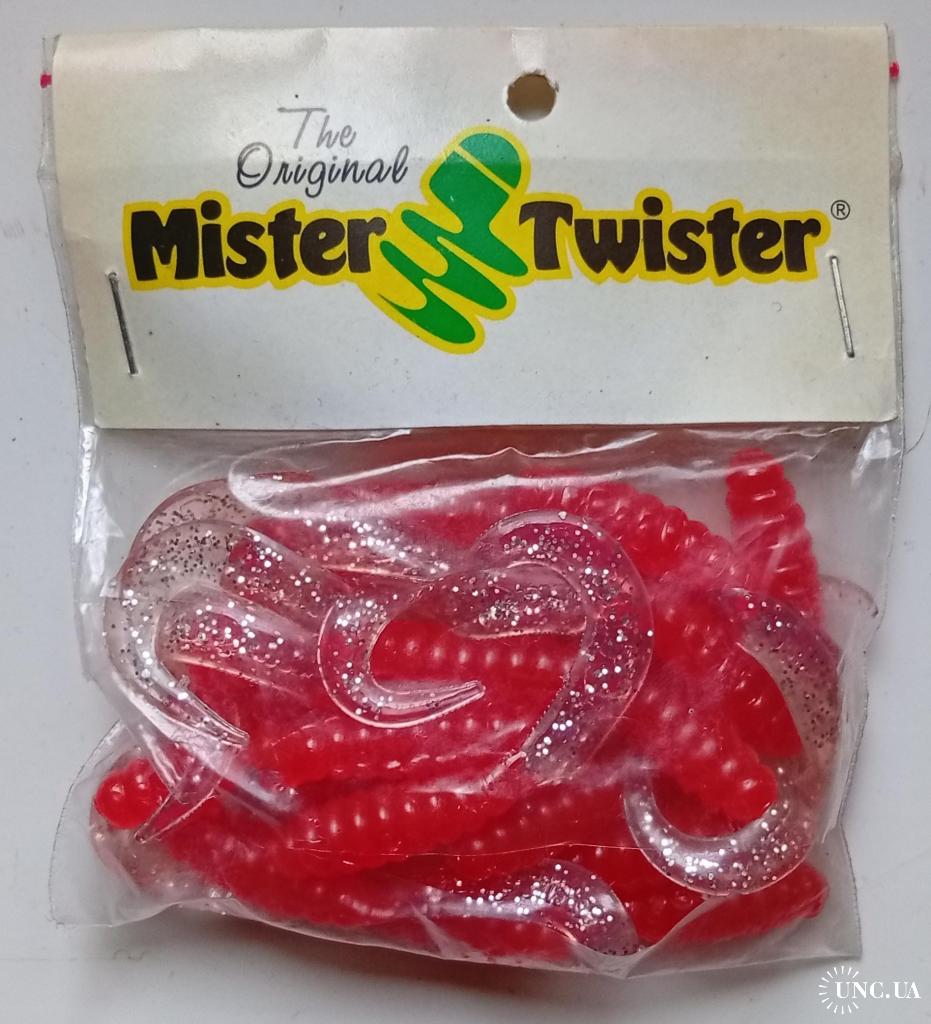 The
Original
Mister Twister ®
UNC.UA